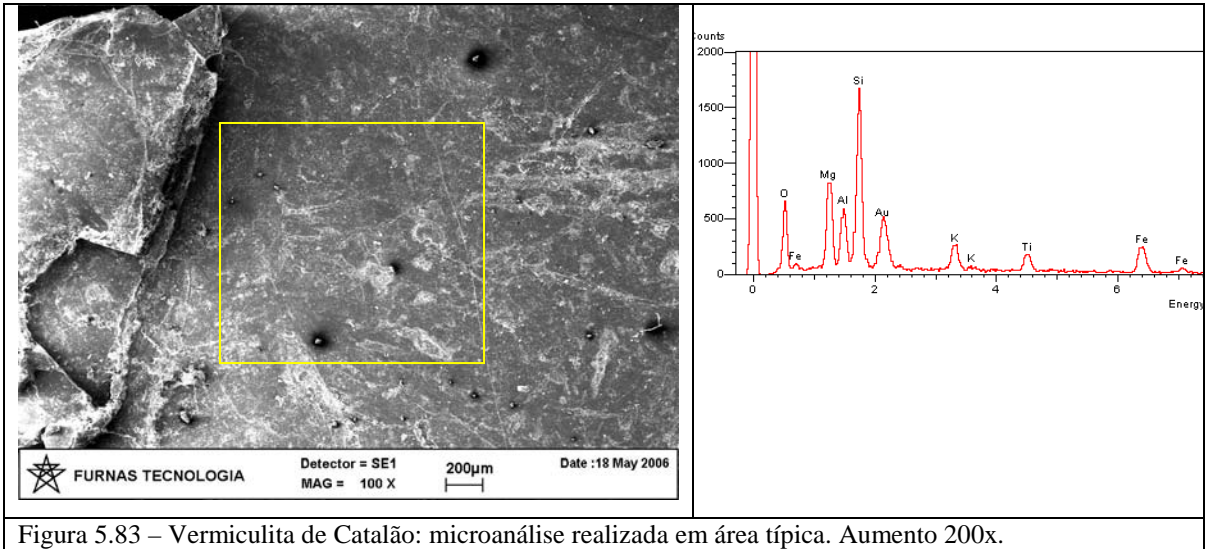 FURNAS TECNOLOGIA
Detector = SE1
MAG = 100 X
200µm
Date :18 May 2006
ounts
2000
1500
1000
500
0
O
Fe
Mg
Al
Si
Au
K
K
Ti
Fe
Fe
0
2
4
6
Energy
Figura 5.83 – Vermiculita de Catalão: microanálise realizada em área típica. Aumento 200x.